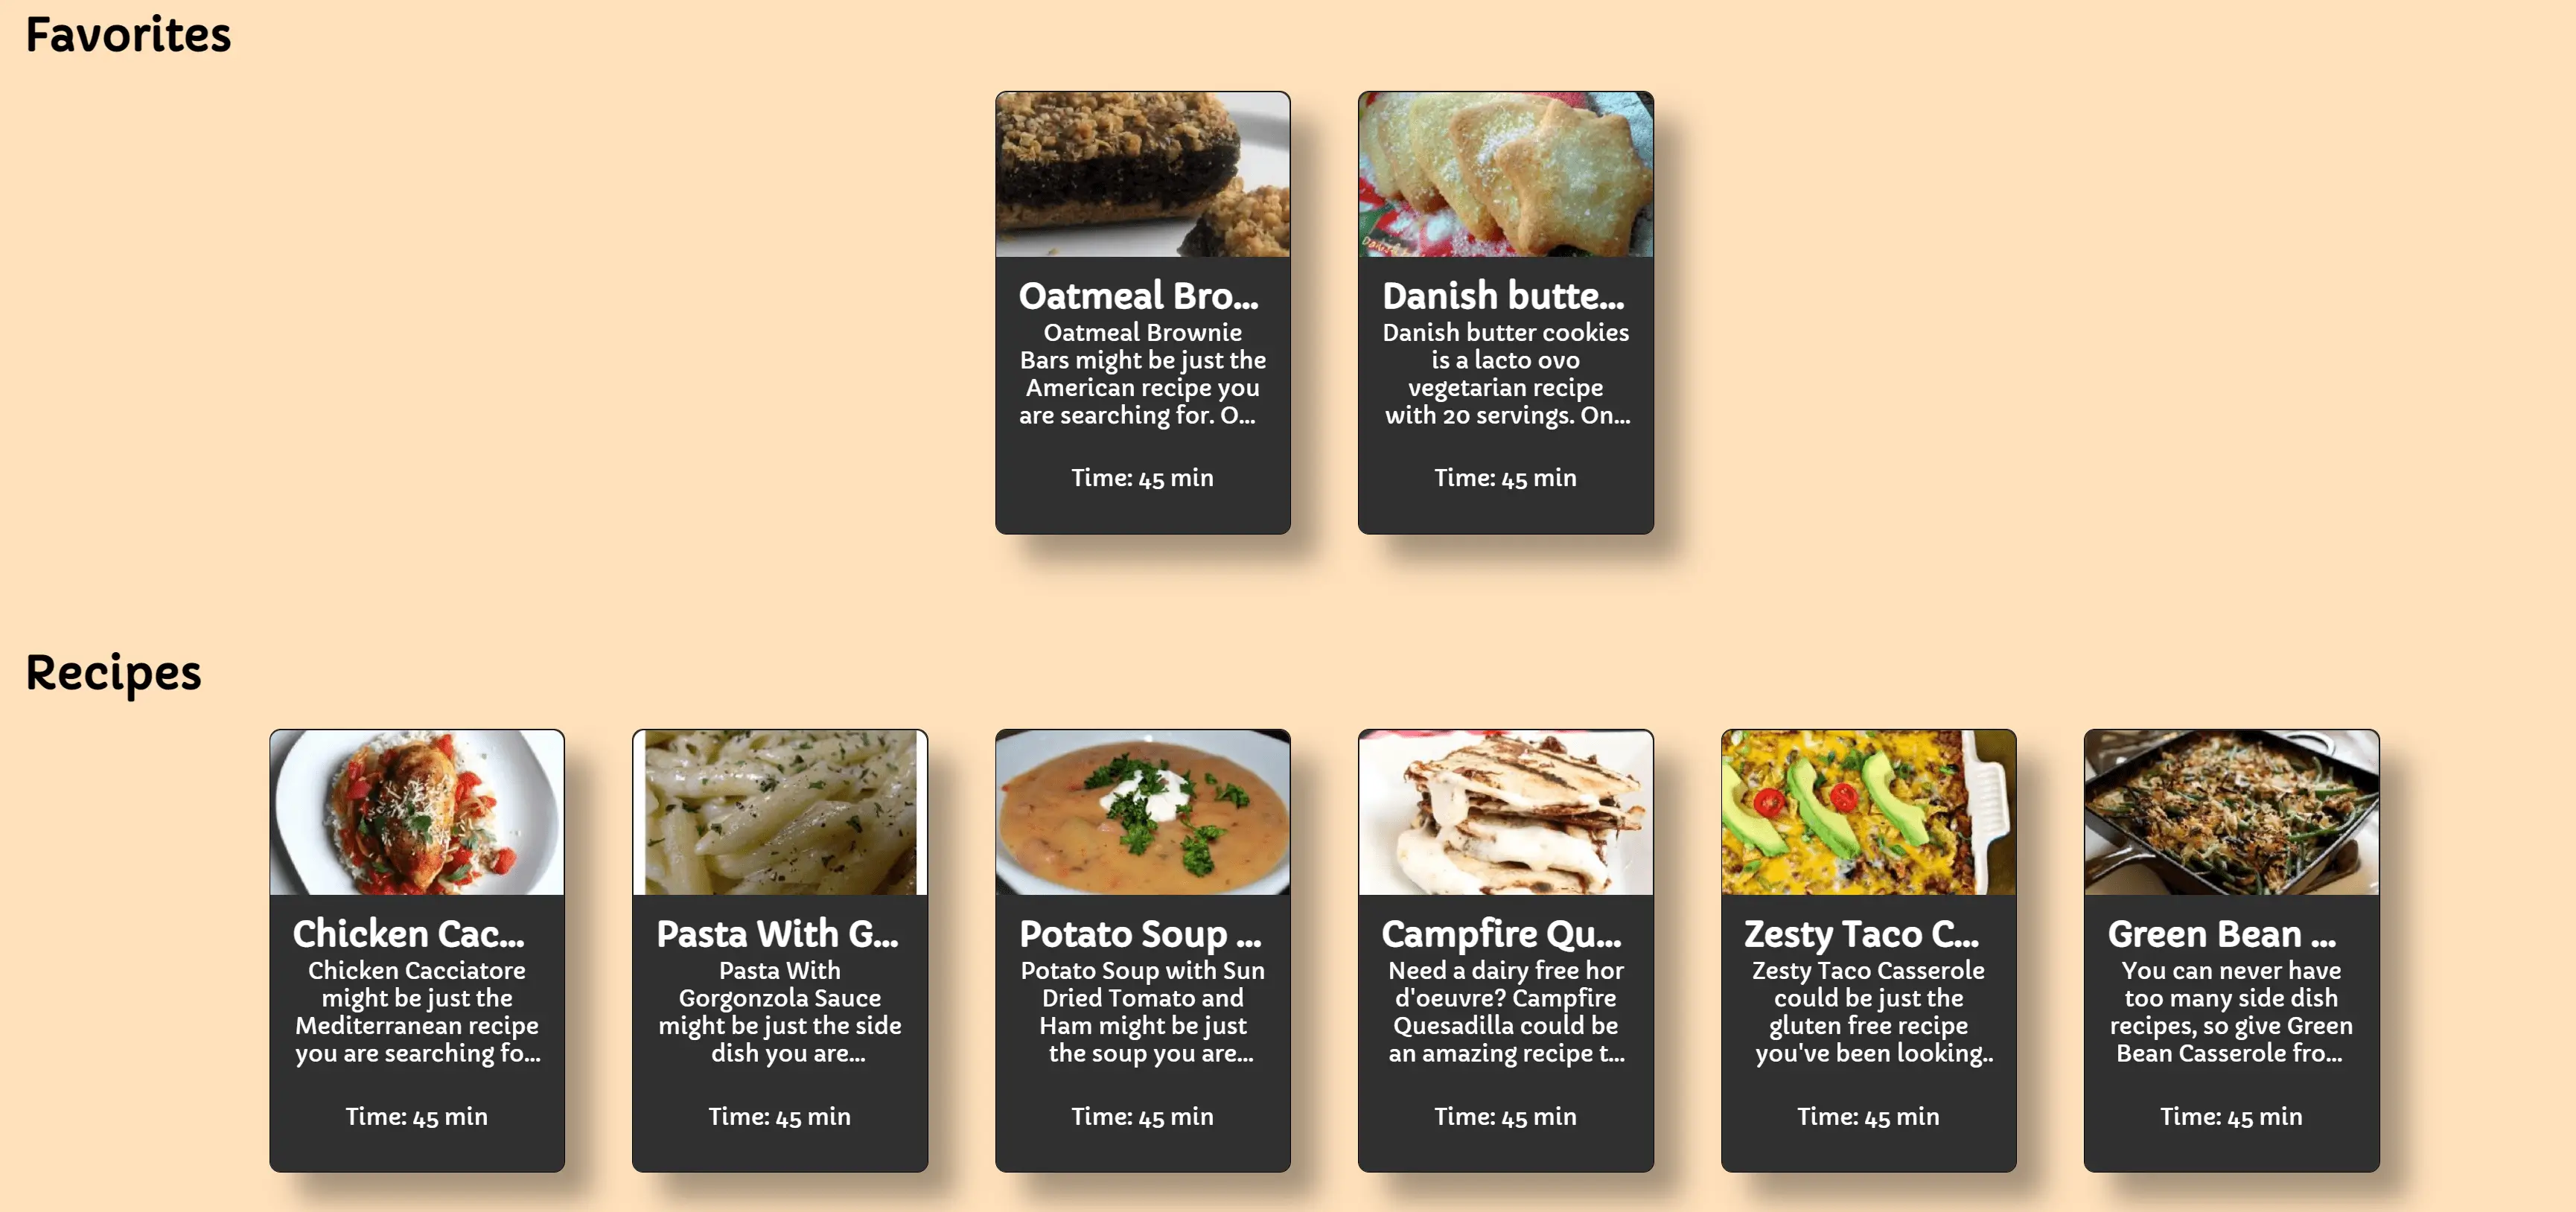 Favorites
Oatmeal Bro...
Oatmeal Brownie
Bars might be just the
American recipe you
are searching for. O...
Time: 45 min
Danish butte...
Danish butter cookies
is a lacto ovo
vegetarian recipe
with 20 servings. On...
Time: 45 min
Recipes
Chicken Cac...
Chicken Cacciatore
might be just the
Mediterranean recipe
you are searching fo...
Time: 45 min
Pasta With G...
Pasta With
Gorgonzola Sauce
might be just the side
dish you are...
Time: 45 min
Potato Soup ...
Potato Soup with Sun
Dried Tomato and
Ham might be just
the soup you are...
Time: 45 min
Campfire Qu...
Need a dairy free hor
d'oeuvre? Campfire
Quesadilla could be
an amazing recipe t...
Time: 45 min
Zesty Taco C...
Zesty Taco Casserole
could be just the
gluten free recipe
you've been looking..
Time: 45 min
Green Bean ...
You can never have
too many side dish
recipes, so give Green
Bean Casserole fro...
Time: 45 min